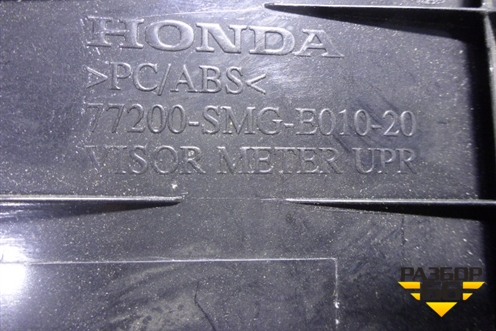 HONDA
>PC/ABS<
77200-SMG-E010-20
VISOR METER UPR
РАЗБОР